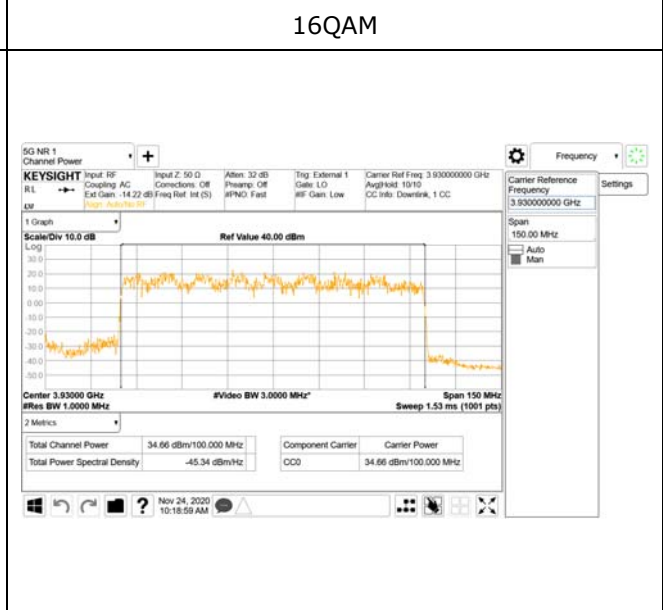 16QAM
5G NR 1
Channel Power
Frequency
KEYSIGHT
RL
Input: RF
Coupling: AC
Ext Gain: -14.22 dB
Align: Auto/No RF
Input Z: 50 Ω
Corrections: Off
Freq Ref: Int (S)
Atten: 32 dB
Preamp: Off
#PNO: Fast
Trig: External 1
Gate: LO
#IF Gain: Low
Carrier Ref Freq: 3.930000000 GHz
Avg|Hold: 10/10
CC Info: Downlink, 1 CC
Carrier Reference
Frequency
3.930000000 GHz
Settings
Span
150.00 MHz
Auto
Man
1 Graph
Scale/Div 10.0 dB
Ref Value 40.00 dBm
Log
30.0
20.0
10.0
0.00
-10.0
-20.0
-30.0
-40.0
-50.0
Center 3.93000 GHz
#Video BW 3.0000 MHz*
Span 150 MHz
#Res BW 1.0000 MHz
Sweep 1.53 ms (1001 pts)
2 Metrics
Total Channel Power 34.66 dBm/100.000 MHz
Total Power Spectral Density -45.34 dBm/Hz
Component Carrier Carrier Power
CC0 34.66 dBm/100.000 MHz
Nov 24, 2020
10:18:59 AM